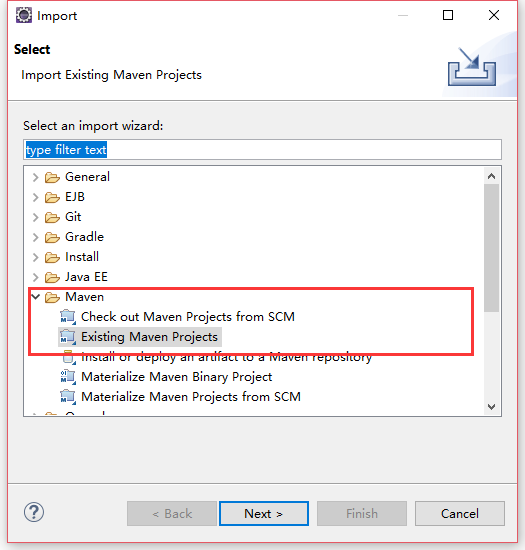 Import
Select
Import Existing Maven Projects
Select an import wizard:
type filter text
General
EJB
Git
Gradle
Install
Java EE
Maven
Check out Maven Projects from SCM
Existing Maven Projects
Install or deploy an artifact to a Maven repository
Materialize Maven Binary Project
Materialize Maven Projects from SCM
? < Back Next > Finish Cancel